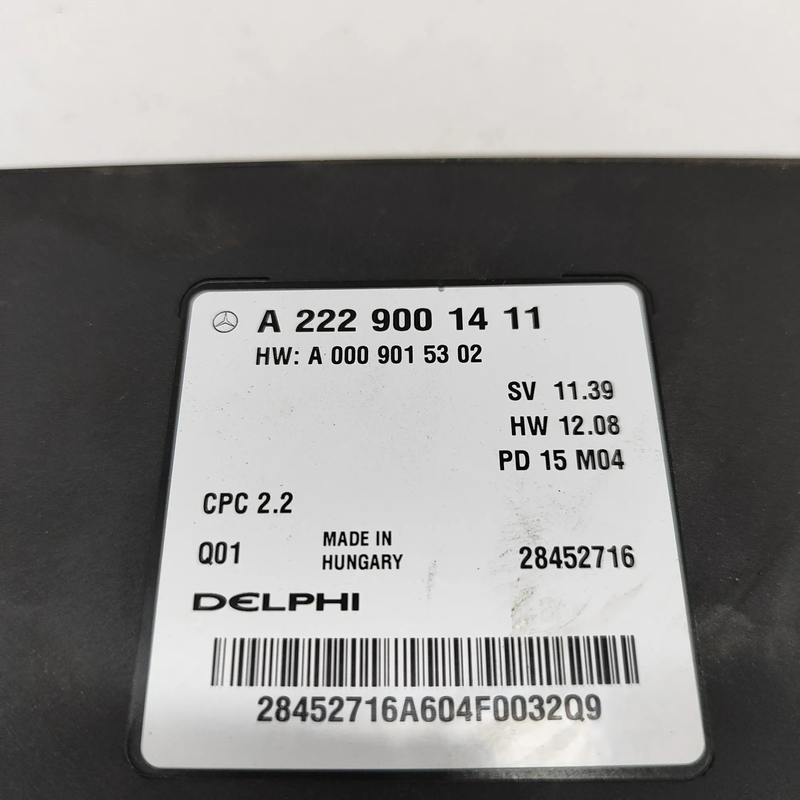 A 222 900 14 11
HW: A 000 901 53 02
SV 11.39
HW 12.08
PD 15 M04
CPC 2.2
Q01
MADE IN
HUNGARY
28452716
DELPHI
28452716A604F0032Q9